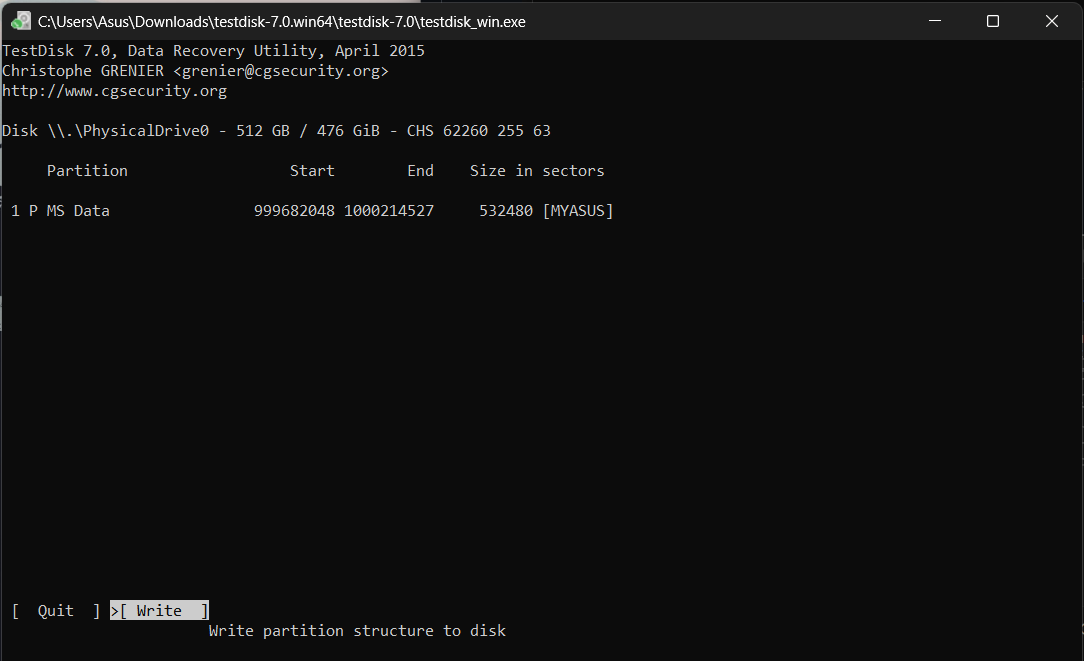 C:\Users\Asus\Downloads\testdisk-7.0.win64\testdisk-7.0\testdisk_win.exe
TestDisk 7.0, Data Recovery Utility, April 2015
Christophe GRENIER <grenier@cgsecurity.org>
http://www.cgsecurity.org
Disk \\.\PhysicalDrive0 - 512 GB / 476 GiB - CHS 62260 255 63
Partition Start End Size in sectors
1 P MS Data 999682048 1000214527 532480 [MYASUS]
[ Quit ] >[ Write ]
Write partition structure to disk